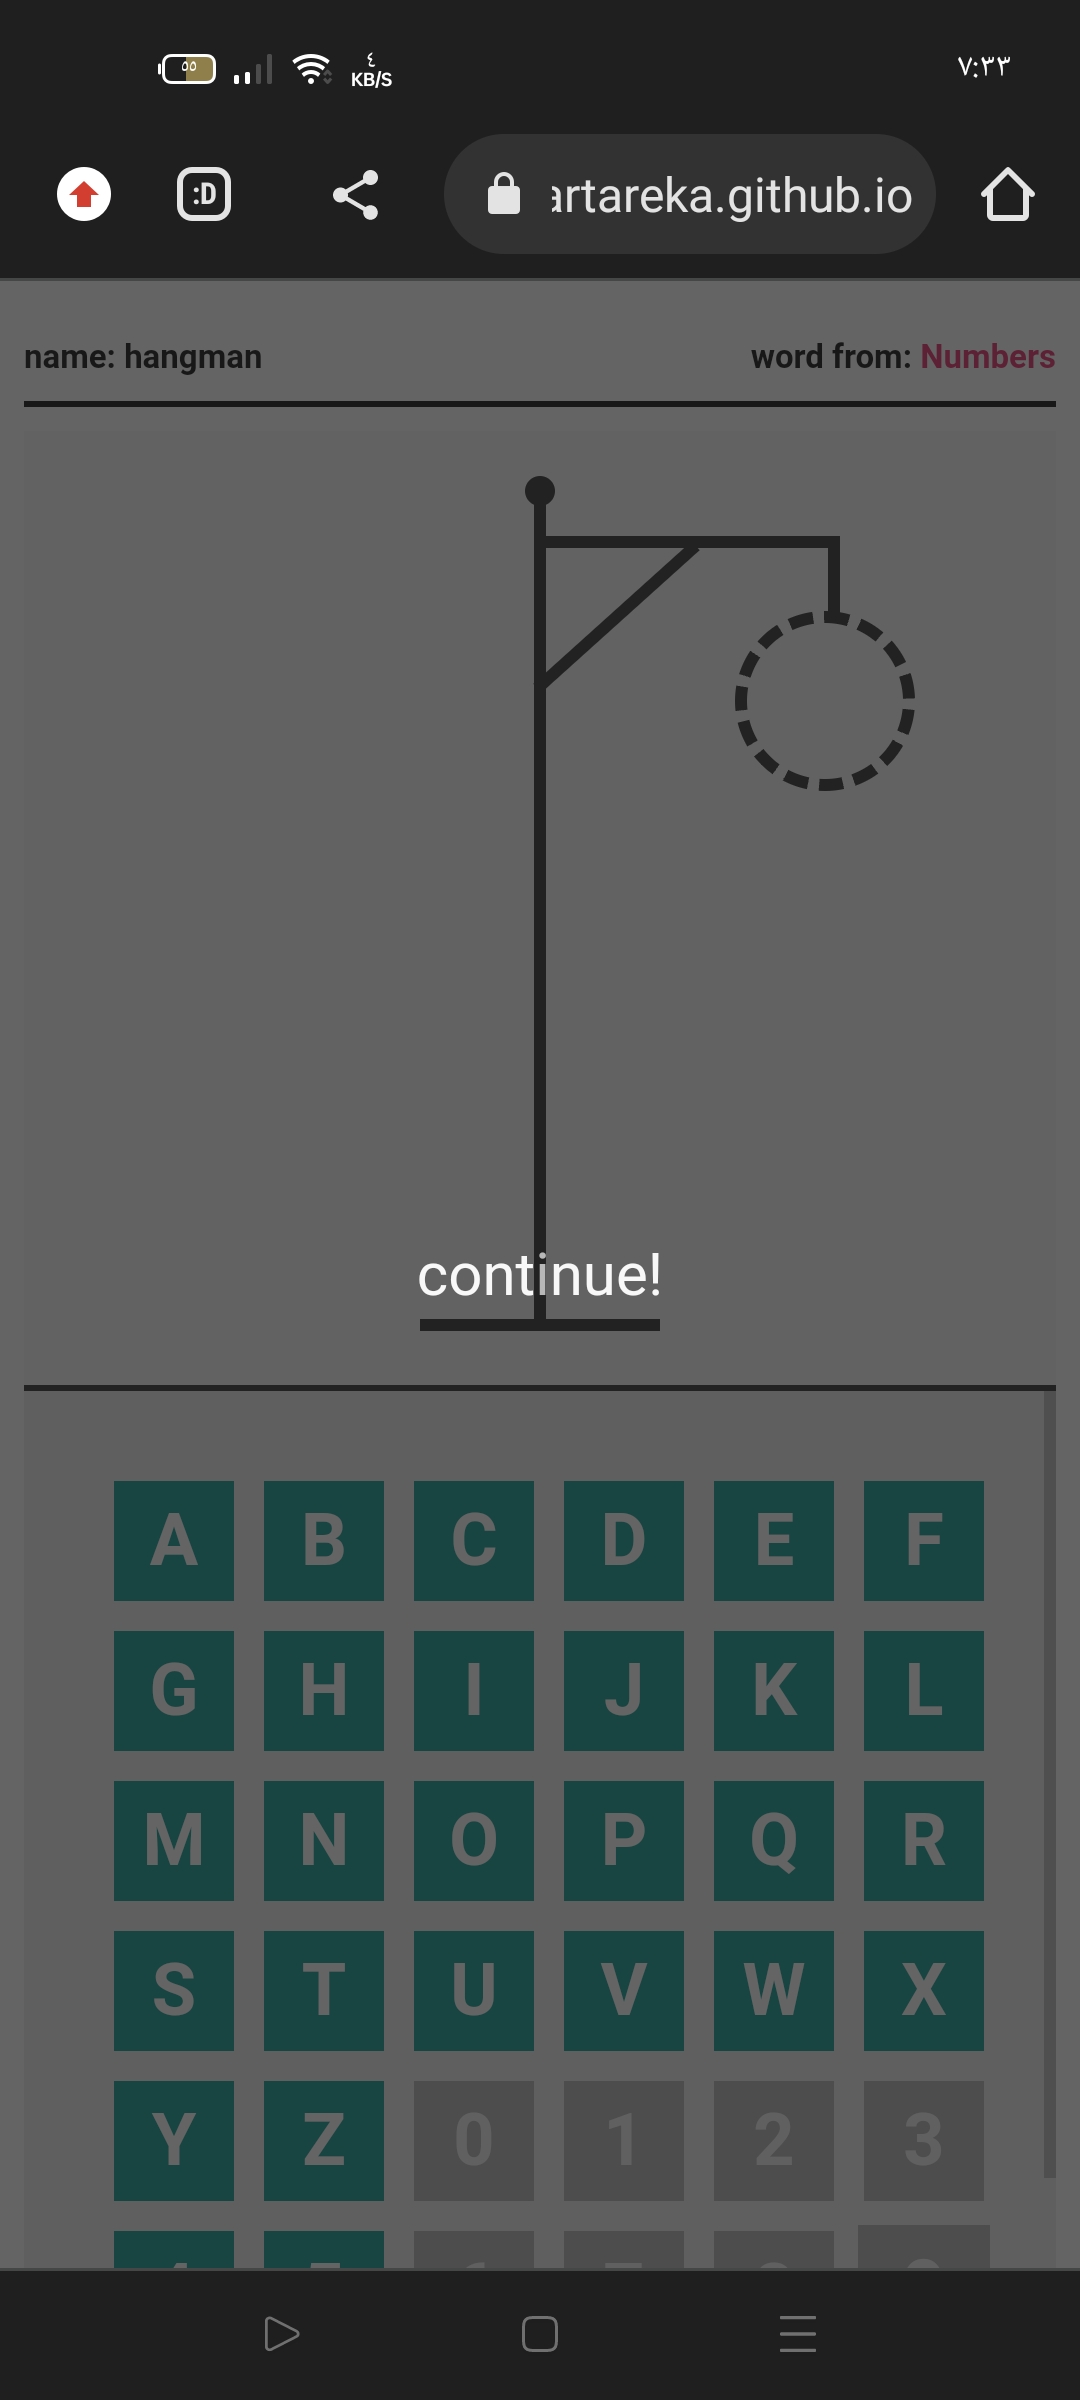 ٥٥
٤
KB/S
٧:٣٣
:D
artareka.github.io
name: hangman
word from: Numbers
continue!
A B C D E F
G H I J K L
M N O P Q R
S T U V W X
Y Z 0 1 2 3